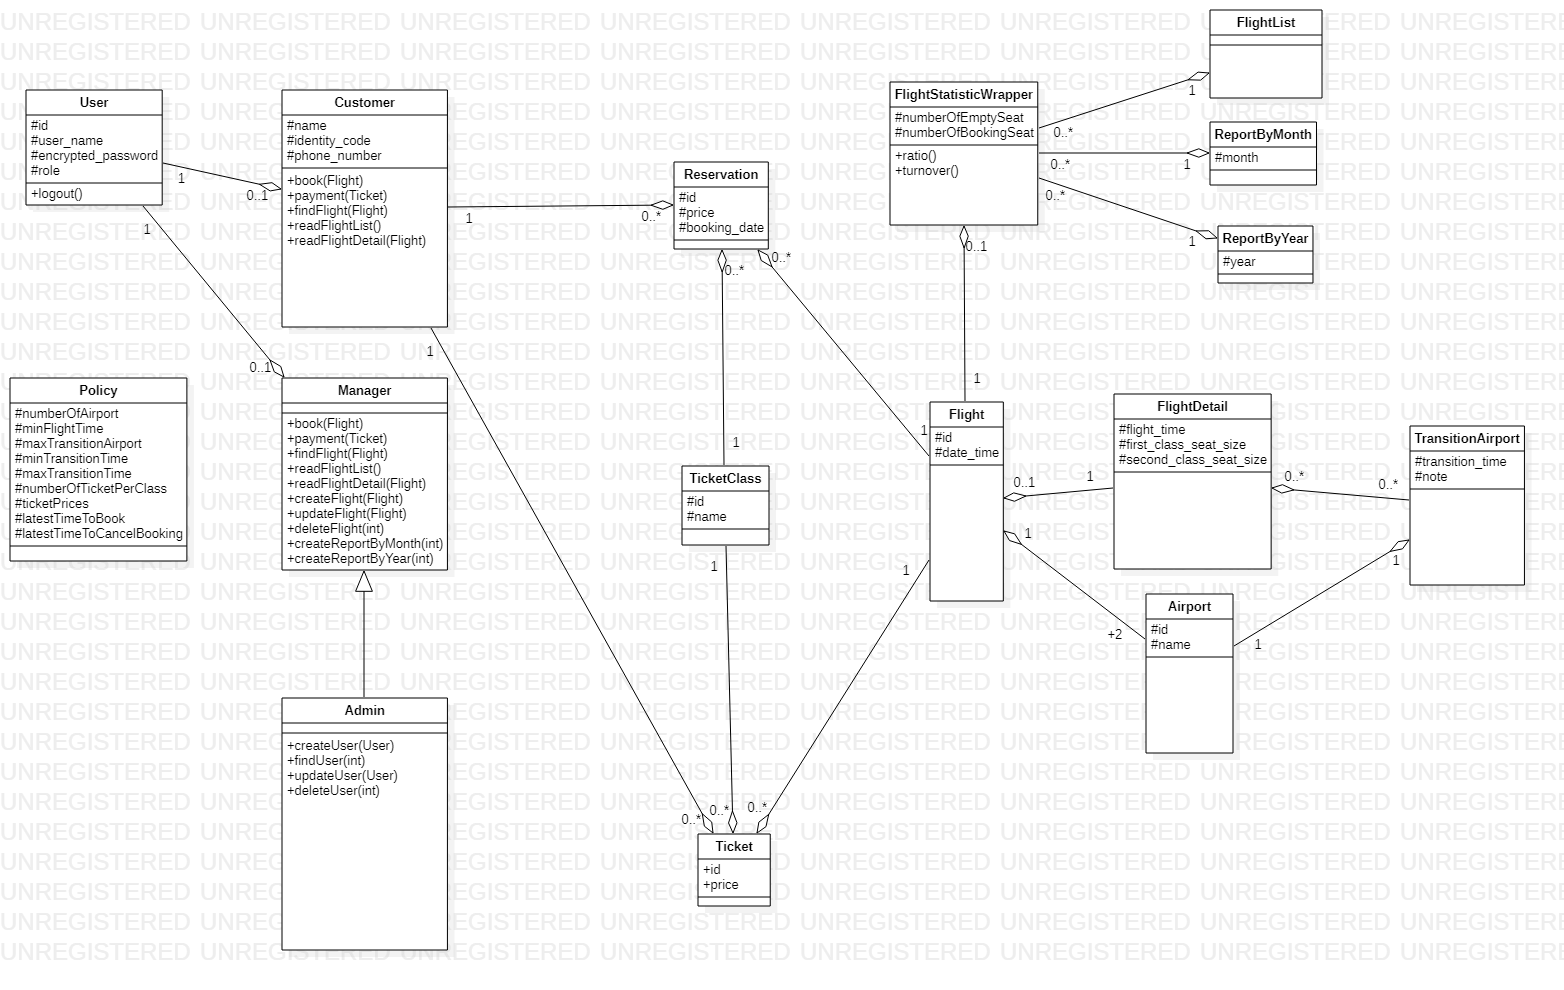 User
#id
#user_name
#encrypted_password
#role
+logout()
1
0..1
1
0..1
Customer
#name
#identity_code
#phone_number
+book(Flight)
+payment(Ticket)
+findFlight(Flight)
+readFlightList()
+readFlightDetail(Flight)
1
0..*
1
0..*
Reservation
#id
#price
#booking_date
0..*
1
0..*
1
FlightStatisticWrapper
#numberOfEmptySeat
#numberOfBookingSeat
+ratio()
+turnover()
0..*
1
0..*
1
0..*
1
0..1
1
FlightList
ReportByMonth
#month
ReportByYear
#year
Policy
#numberOfAirport
#minFlightTime
#maxTransitionAirport
#minTransitionTime
#maxTransitionTime
#numberOfTicketPerClass
#ticketPrices
#latestTimeToBook
#latestTimeToCancelBooking
Manager
+book(Flight)
+payment(Ticket)
+findFlight(Flight)
+readFlightList()
+readFlightDetail(Flight)
+createFlight(Flight)
+updateFlight(Flight)
+deleteFlight(int)
+createReportByMonth(int)
+createReportByYear(int)
TicketClass
#id
#name
1
0..*
Flight
#id
#date_time
0..1
1
1
+2
1
0..*
FlightDetail
#flight_time
#first_class_seat_size
#second_class_seat_size
0..*
0..*
TransitionAirport
#transition_time
#note
1
1
Airport
#id
#name
Admin
+createUser(User)
+findUser(int)
+updateUser(User)
+deleteUser(int)
Ticket
+id
+price
UNREGISTERED